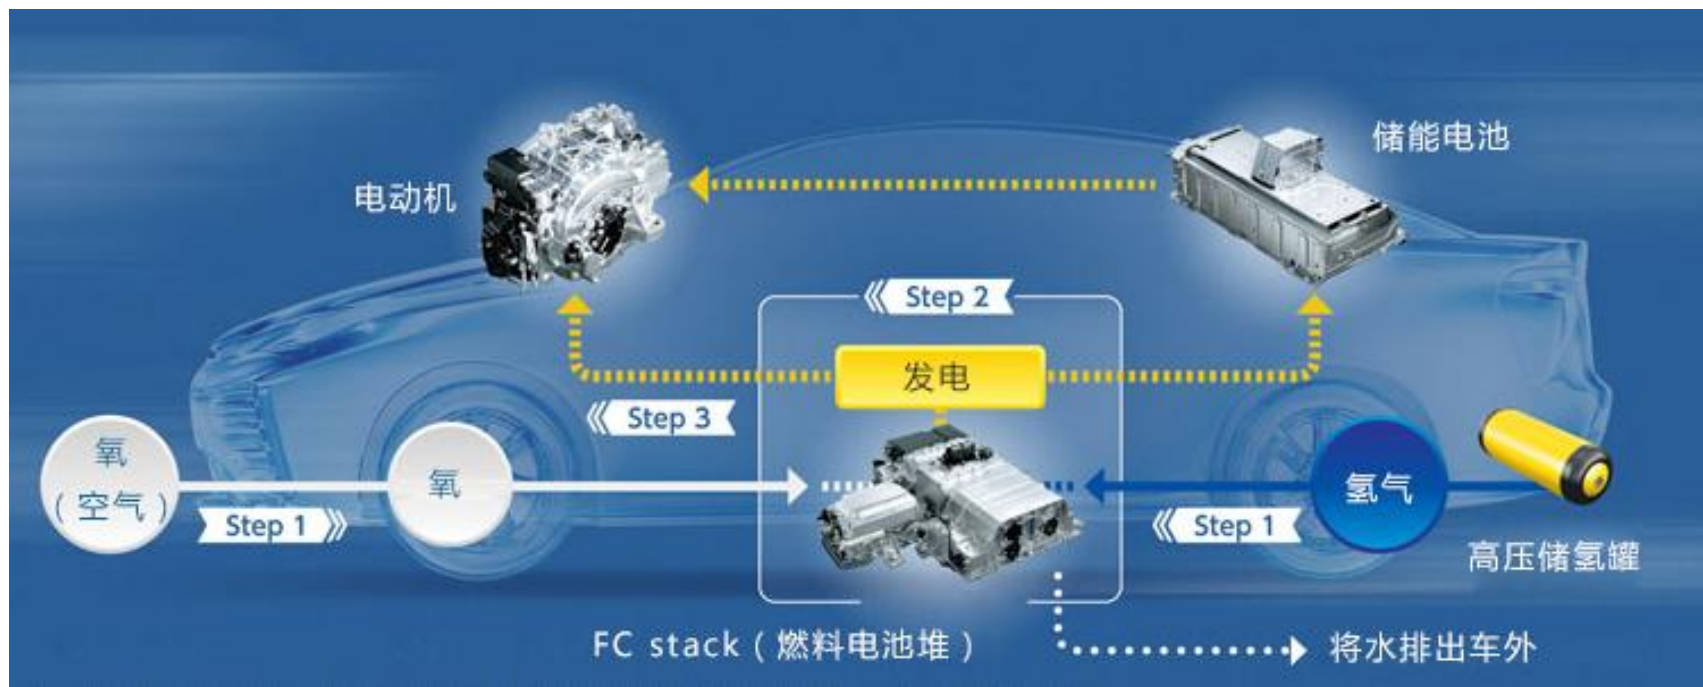 储能电池
电动机
Step 2
发电
Step 3
氧
（空气）
氧
氢气
Step 1
Step 1
高压储氢罐
FC stack（燃料电池堆）
将水排出车外